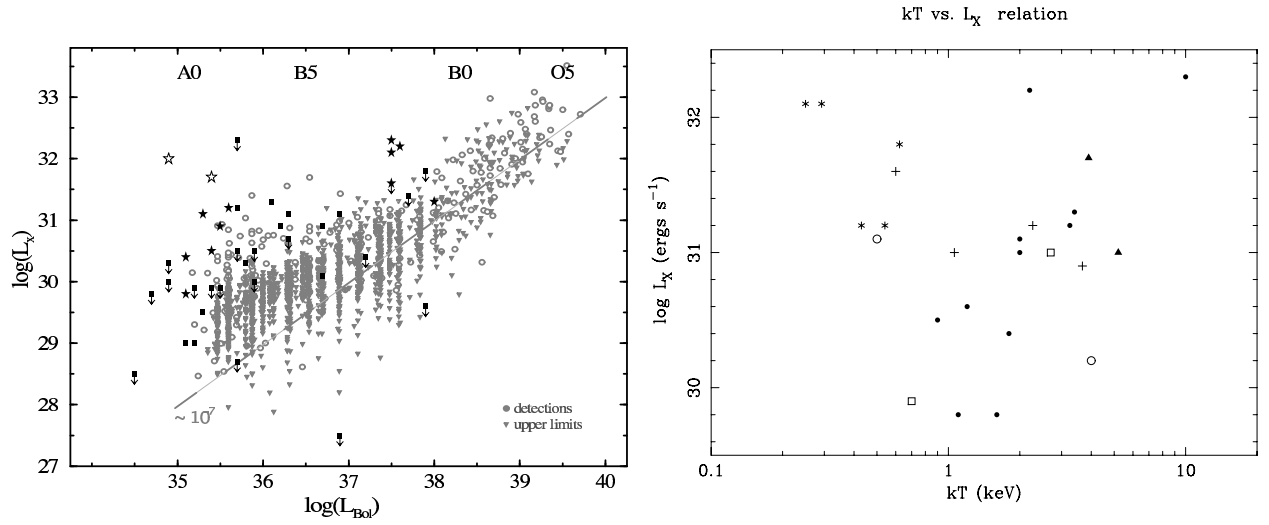 A0 B5 B0 O5
33
32
31
30
29
28
27
~ 10⁷
detections
upper limits
35 36 37 38 39 40
log(L_Bol)
log(L_x)
kT vs. L_X relation
32
31
30
log L_X (ergs s⁻¹)
0.1 1 10
kT (keV)